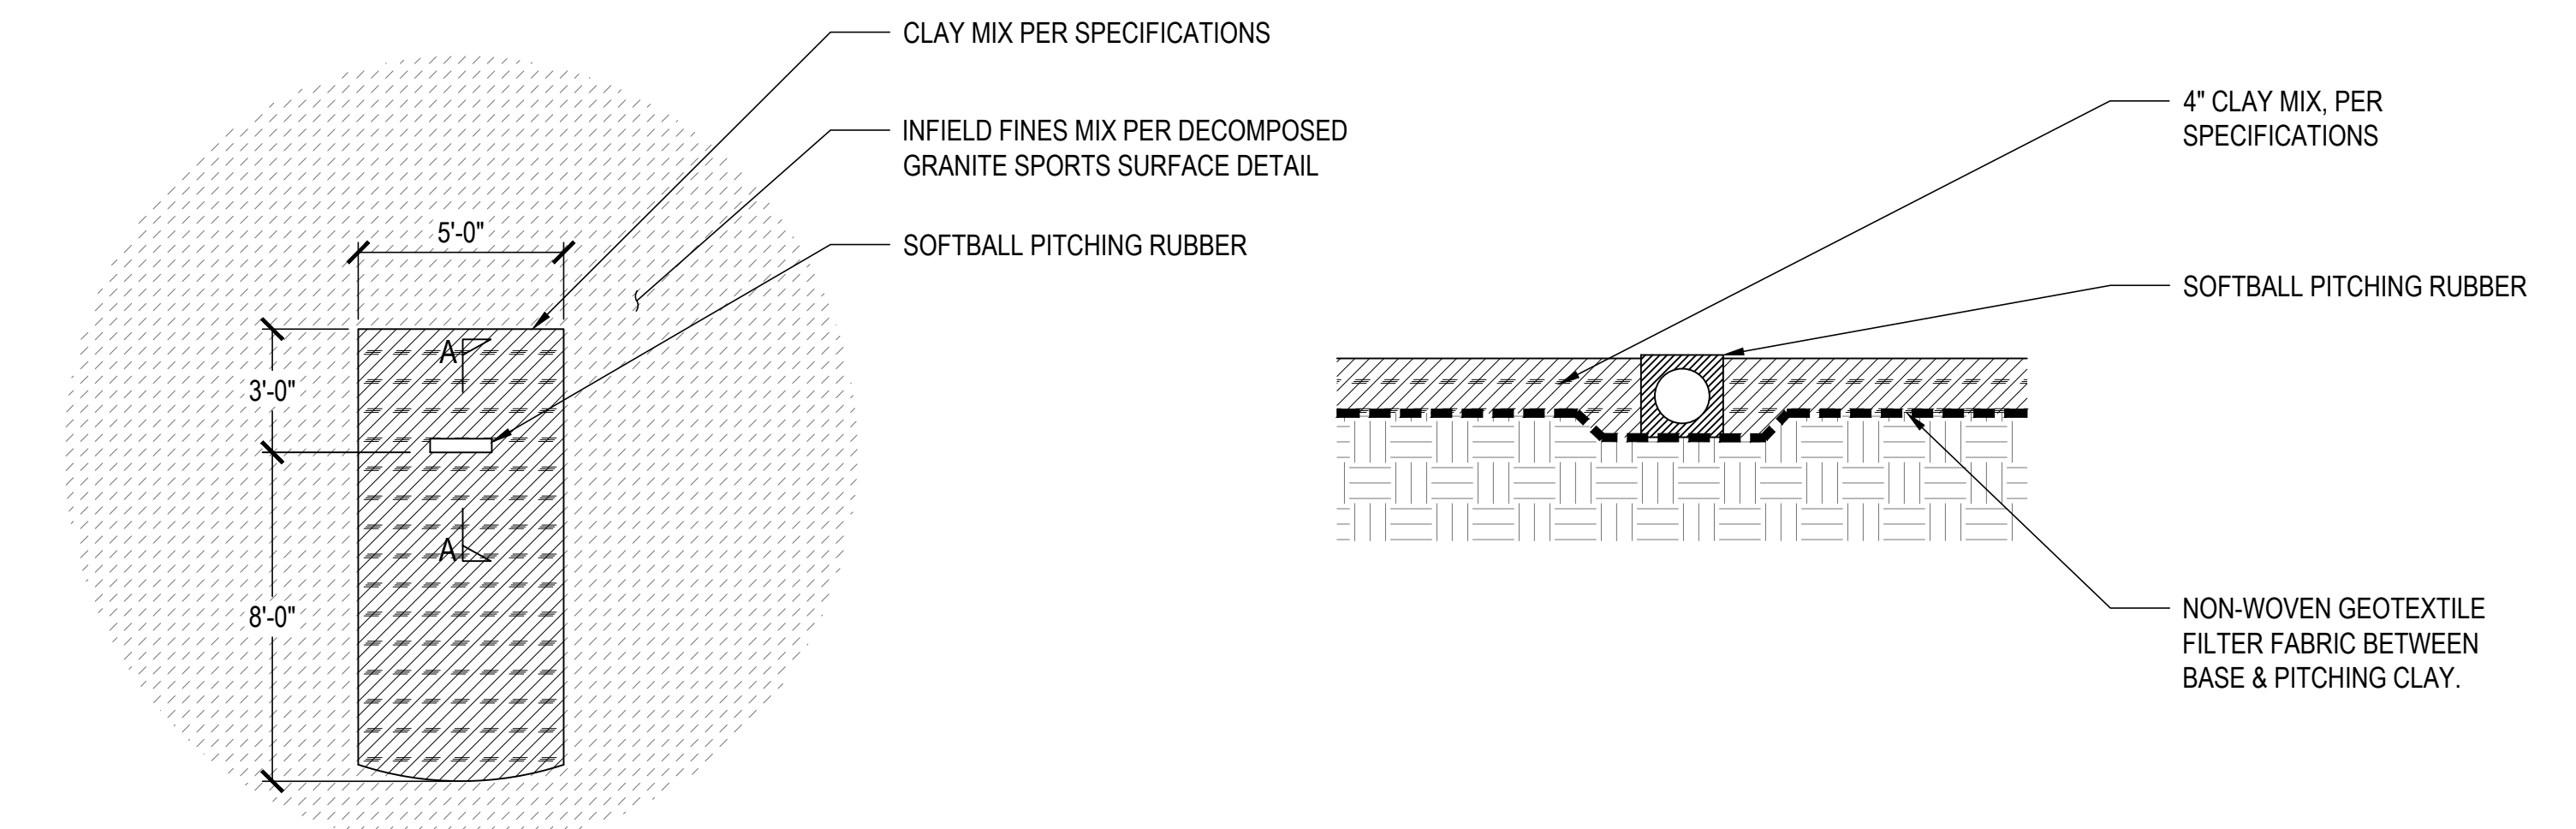 CLAY MIX PER SPECIFICATIONS
INFIELD FINES MIX PER DECOMPOSED
GRANITE SPORTS SURFACE DETAIL
SOFTBALL PITCHING RUBBER
5'-0"
3'-0"
8'-0"
A
A
4" CLAY MIX, PER
SPECIFICATIONS
SOFTBALL PITCHING RUBBER
NON-WOVEN GEOTEXTILE
FILTER FABRIC BETWEEN
BASE & PITCHING CLAY.